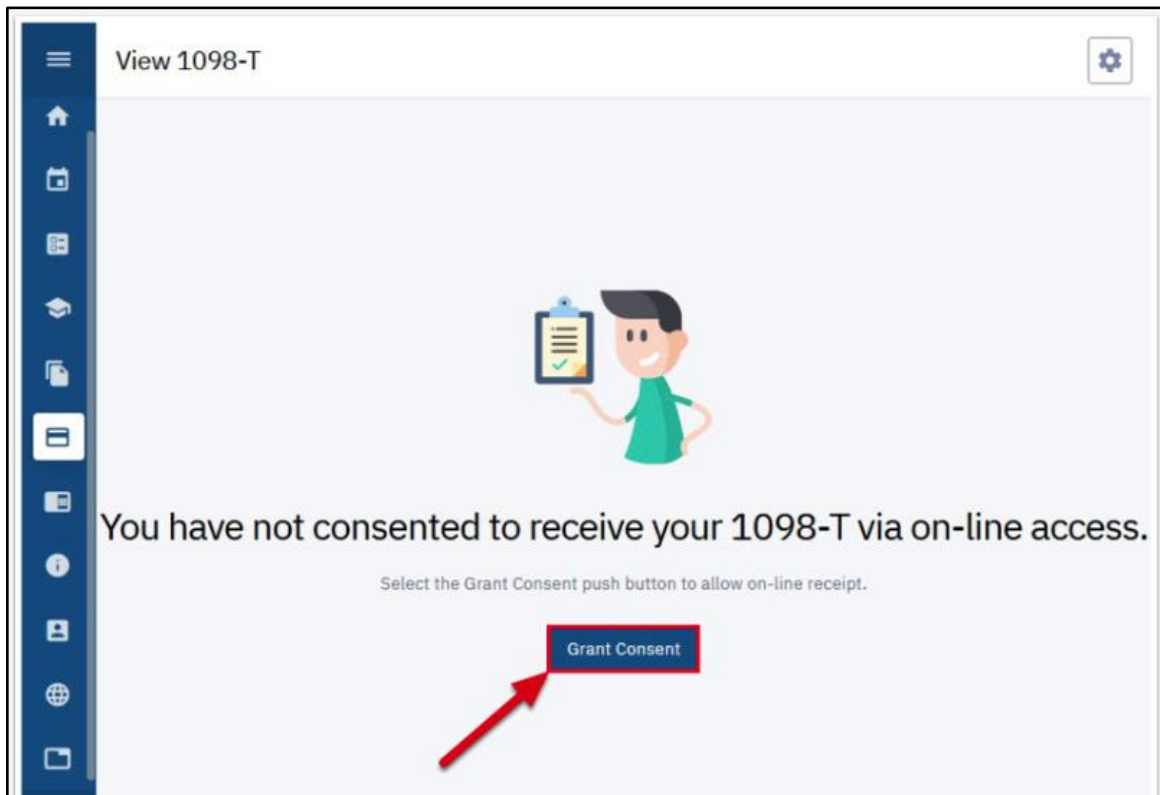 View 1098-T
You have not consented to receive your 1098-T via on-line access.
Select the Grant Consent push button to allow on-line receipt.
Grant Consent